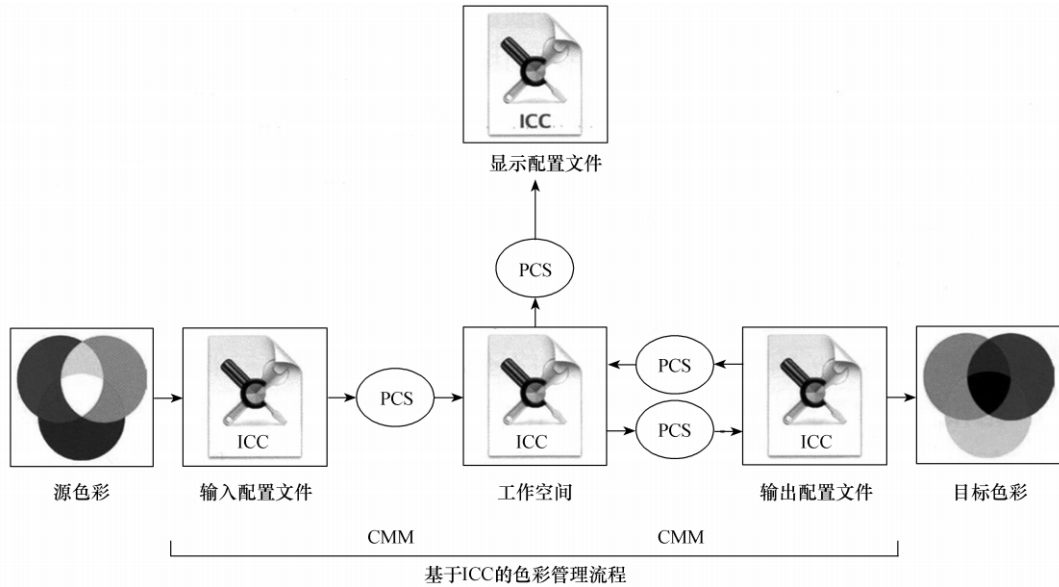 ICC
显示配置文件
PCS
PCS
PCS
PCS
ICC
ICC
ICC
源色彩
输入配置文件
工作空间
输出配置文件
目标色彩
CMM
CMM
基于ICC的色彩管理流程